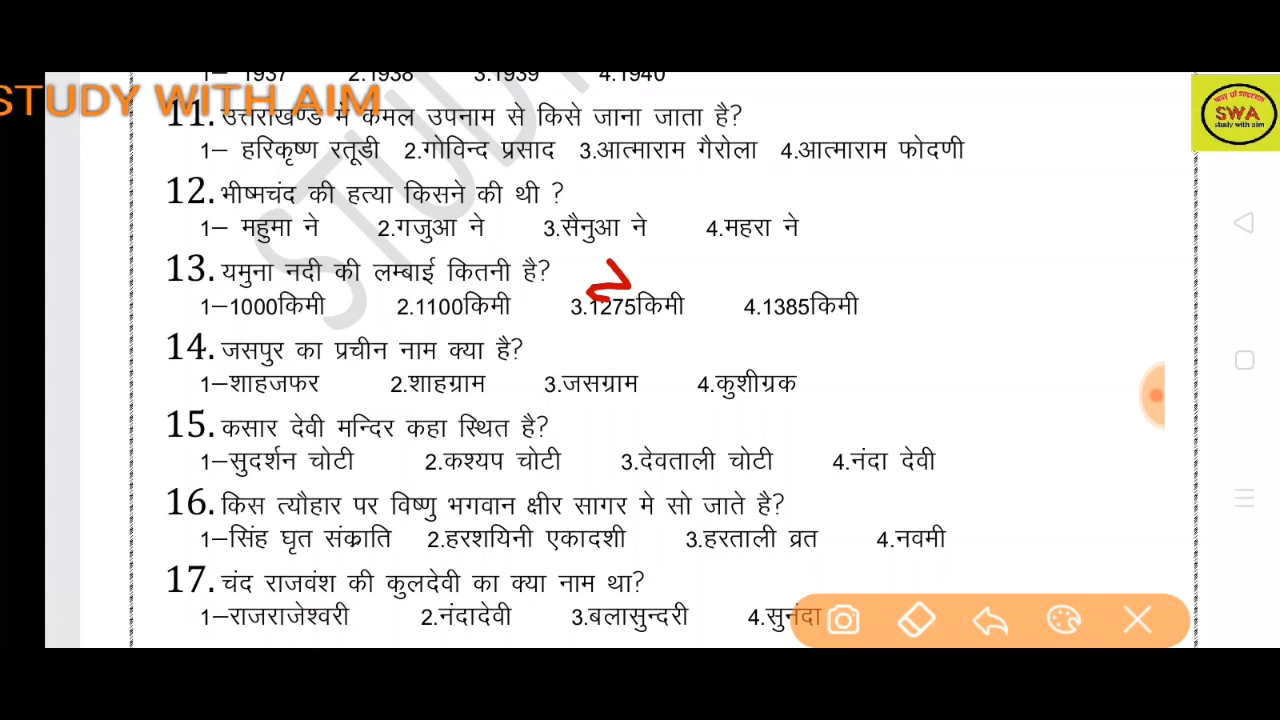 1– 1937 2.1938 3.1939 4.1940
STUDY WITH AIM
11. उत्तराखण्ड मे कमल उपनाम से किसे जाना जाता है?
1– हरिकृष्ण रतूडी 2.गोविन्द प्रसाद 3.आत्माराम गैरोला 4.आत्माराम फोदणी
12. भीष्मचंद की हत्या किसने की थी ?
1– महुमा ने 2.गजुआ ने 3.सैनुआ ने 4.महरा ने
13. यमुना नदी की लम्बाई कितनी है?
1–1000किमी 2.1100किमी 3.1275किमी 4.1385किमी
14. जसपुर का प्रचीन नाम क्या है?
1–शाहजफर 2.शाहग्राम 3.जसग्राम 4.कुशीग्रक
15. कसार देवी मन्दिर कहा स्थित है?
1–सुदर्शन चोटी 2.कश्यप चोटी 3.देवताली चोटी 4.नंदा देवी
16. किस त्यौहार पर विष्णु भगवान क्षीर सागर मे सो जाते है?
1–सिंह घृत संक्राति 2.हरशयिनी एकादशी 3.हरताली व्रत 4.नवमी
17. चंद राजवंश की कुलदेवी का क्या नाम था?
1–राजराजेश्वरी 2.नंदादेवी 3.बलासुन्दरी 4.सुनंदा
SWA
study with aim